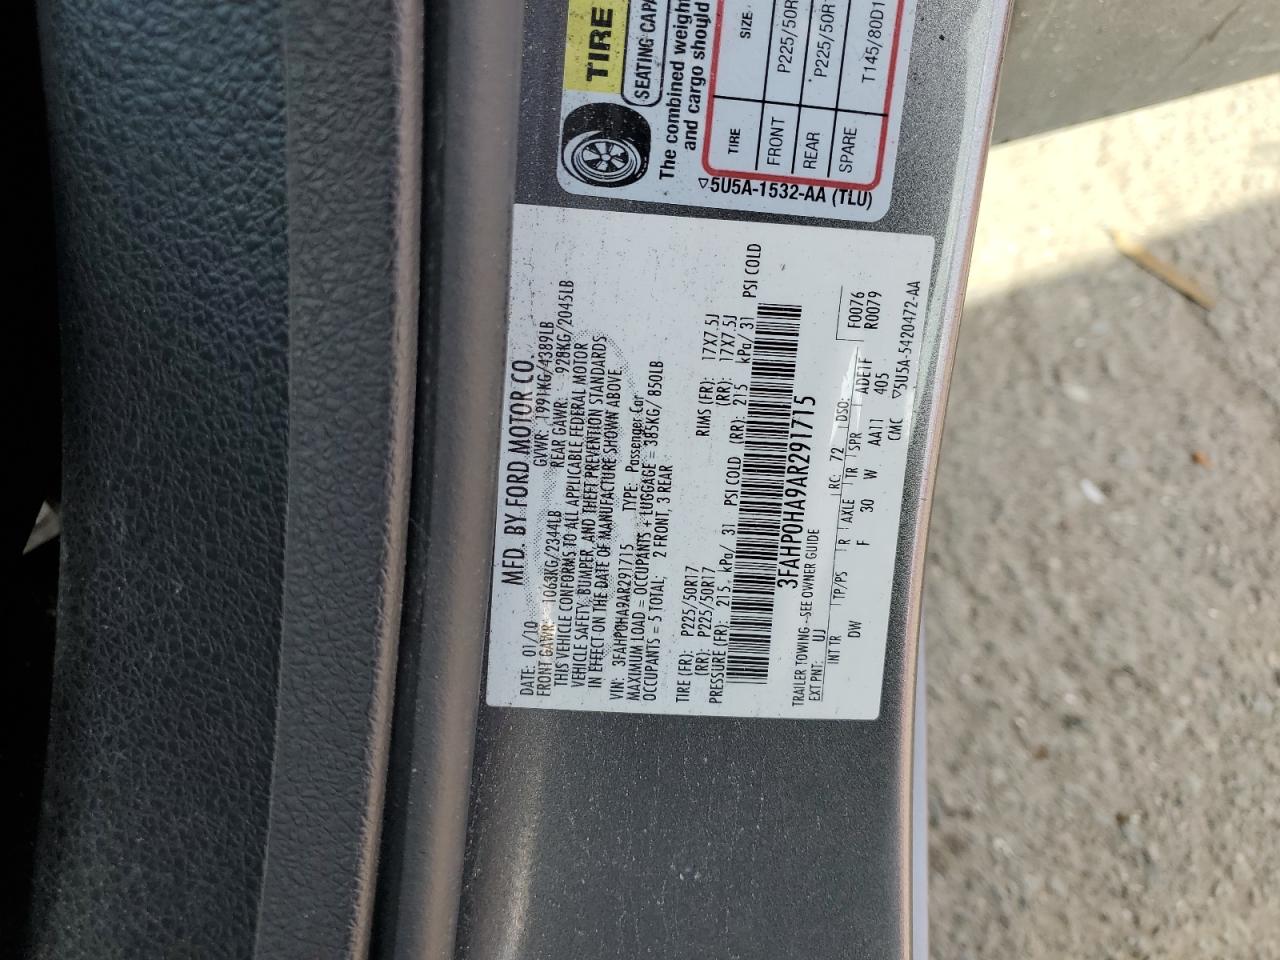 TIRE
SEATING CAPA
The combined weight
and cargo should
TIRE SIZE
FRONT P225/50R
REAR P225/50R1
SPARE T145/80D1
▽5U5A-1532-AA (TLU)
MFD. BY FORD MOTOR CO.
DATE: 01/10 GVWR: 1991KG/4389LB
FRONT GAWR: 1063KG/2344LB REAR GAWR: 928KG/2045LB
THIS VEHICLE CONFORMS TO ALL APPLICABLE FEDERAL MOTOR
VEHICLE SAFETY, BUMPER, AND THEFT PREVENTION STANDARDS
IN EFFECT ON THE DATE OF MANUFACTURE SHOWN ABOVE.
VIN: 3FAHP0HA9AR291715 TYPE: Passenger Car
MAXIMUM LOAD = OCCUPANTS + LUGGAGE = 385KG/850LB
OCCUPANTS = 5 TOTAL; 2 FRONT, 3 REAR
TIRE (FR): P225/50R17 RIMS (FR): 17X7.5J
(RR): P225/50R17 (RR): 17X7.5J
PRESSURE (FR): 215 kPa/ 31 PSI COLD (RR): 215 kPa/ 31 PSI COLD
3FAHP0HA9AR291715
TRAILER TOWING--SEE OWNER GUIDE
EXT PNT: UJ RC: 72 DSO: F0076
R0079
INT TR TP/PS R AXLE TR SPR ADE1F
DW F 30 W AA11 405
CMC ▽5U5A-5420472-AA